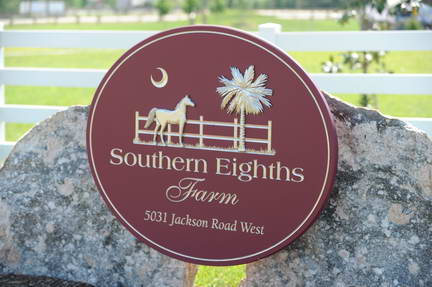 Southern Eighths
Farm
5031 Jackson Road West